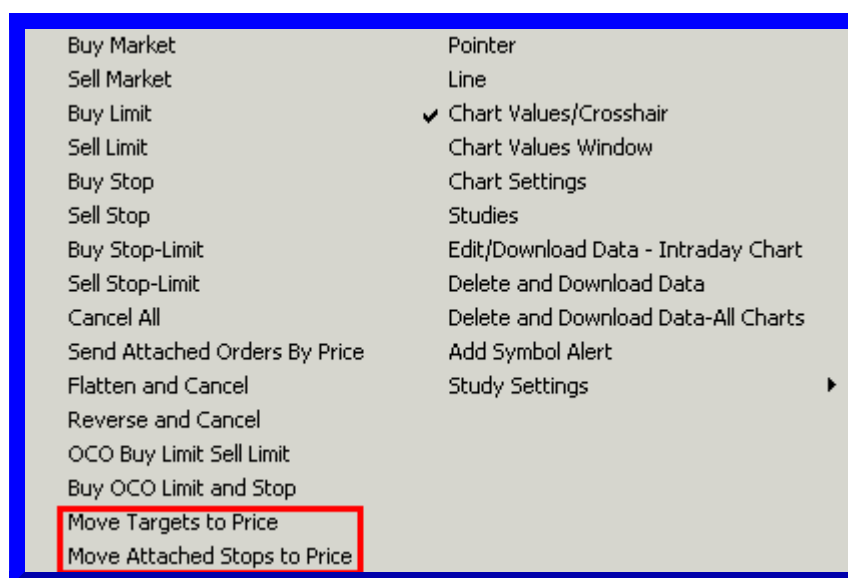 Buy Market
Sell Market
Buy Limit
Sell Limit
Buy Stop
Sell Stop
Buy Stop-Limit
Sell Stop-Limit
Cancel All
Send Attached Orders By Price
Flatten and Cancel
Reverse and Cancel
OCO Buy Limit Sell Limit
Buy OCO Limit and Stop
Move Targets to Price
Move Attached Stops to Price
Pointer
Line
Chart Values/Crosshair
Chart Values Window
Chart Settings
Studies
Edit/Download Data - Intraday Chart
Delete and Download Data
Delete and Download Data-All Charts
Add Symbol Alert
Study Settings